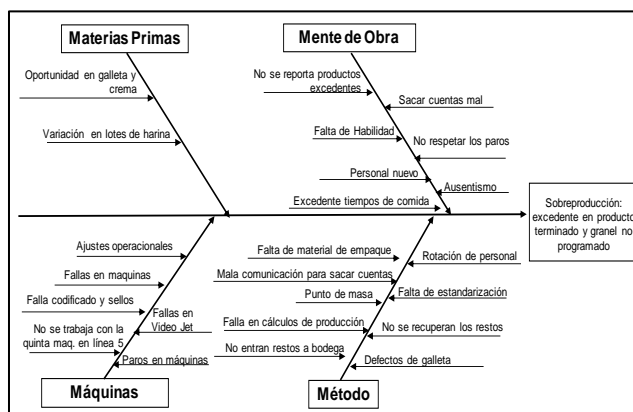 Materias Primas
Mente de Obra
Oportunidad en galleta y
crema
Variación en lotes de harina
No se reporta productos
excedentes
Sacar cuentas mal
Falta de Habilidad
No respetar los paros
Personal nuevo
Ausentismo
Excedente tiempos de comida
Sobreproducción:
excedente en producto
terminado y granel no
programado
Ajustes operacionales
Fallas en maquinas
Falla codificado y sellos
Fallas en
Video Jet
No se trabaja con la
quinta maq. en línea 5
Paros en máquinas
Máquinas
Falta de material de empaque
Rotación de personal
Mala comunicación para sacar cuentas
Punto de masa
Falta de estandarización
Falla en cálculos de producción
No se recuperan los restos
No entran restos a bodega
Defectos de galleta
Método